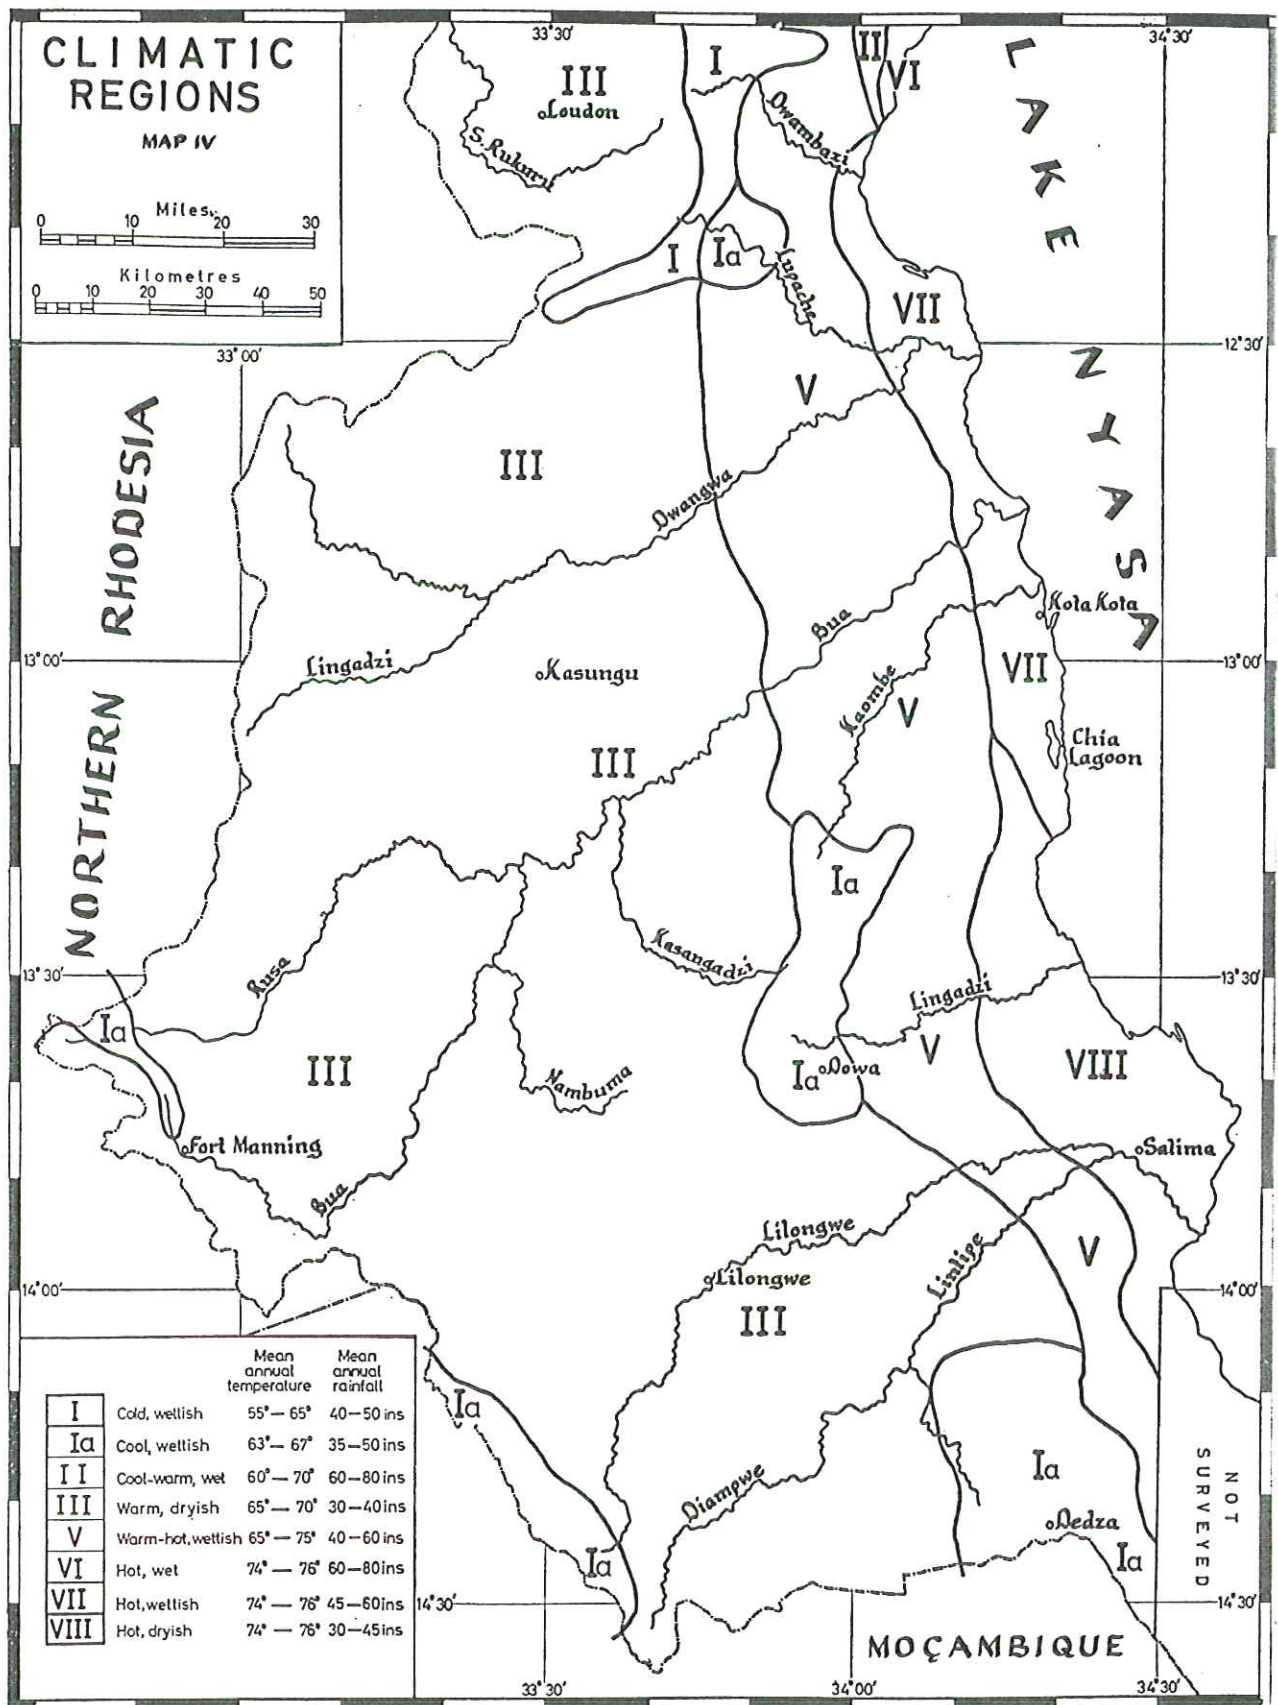 CLIMATIC
REGIONS
MAP IV
Miles
0 10 20 30
Kilometres
0 10 20 30 40 50
33°30'
34°30'
I
II
VI
III
Loudon
S. Rukuru
Dwambazi
LAKE NYASA
I
Ia
Lupache
VII
33°00'
12°30'
V
III
Dwangwa
NORTHERN RHODESIA
Bua
Kota Kota
13°00'
Lingadzi
Kasungu
VII
13°00'
Kaombe
V
Chia
Lagoon
III
Ia
Rusa
Kasangadzi
13°30'
Lingadzi
13°30'
Ia
III
Nambuma
Ia
Dowa
V
VIII
Fort Manning
Salima
Bua
Lilongwe
V
Lilongwe
Lintipe
14°00'
III
14°00'
Ia
Diampwe
Ia
Dedza
Ia
Ia
NOT
SURVEYED
14°30'
14°30'
MOÇAMBIQUE
33°30'
34°00'
34°30'
Mean Mean
annual annual
temperature rainfall
I Cold, wettish 55°—65° 40—50 ins
Ia Cool, wettish 63°—67° 35—50 ins
II Cool-warm, wet 60°—70° 60—80 ins
III Warm, dryish 65°—70° 30—40 ins
V Warm-hot, wettish 65°—75° 40—60 ins
VI Hot, wet 74°—76° 60—80 ins
VII Hot, wettish 74°—76° 45—60 ins
VIII Hot, dryish 74°—76° 30—45 ins